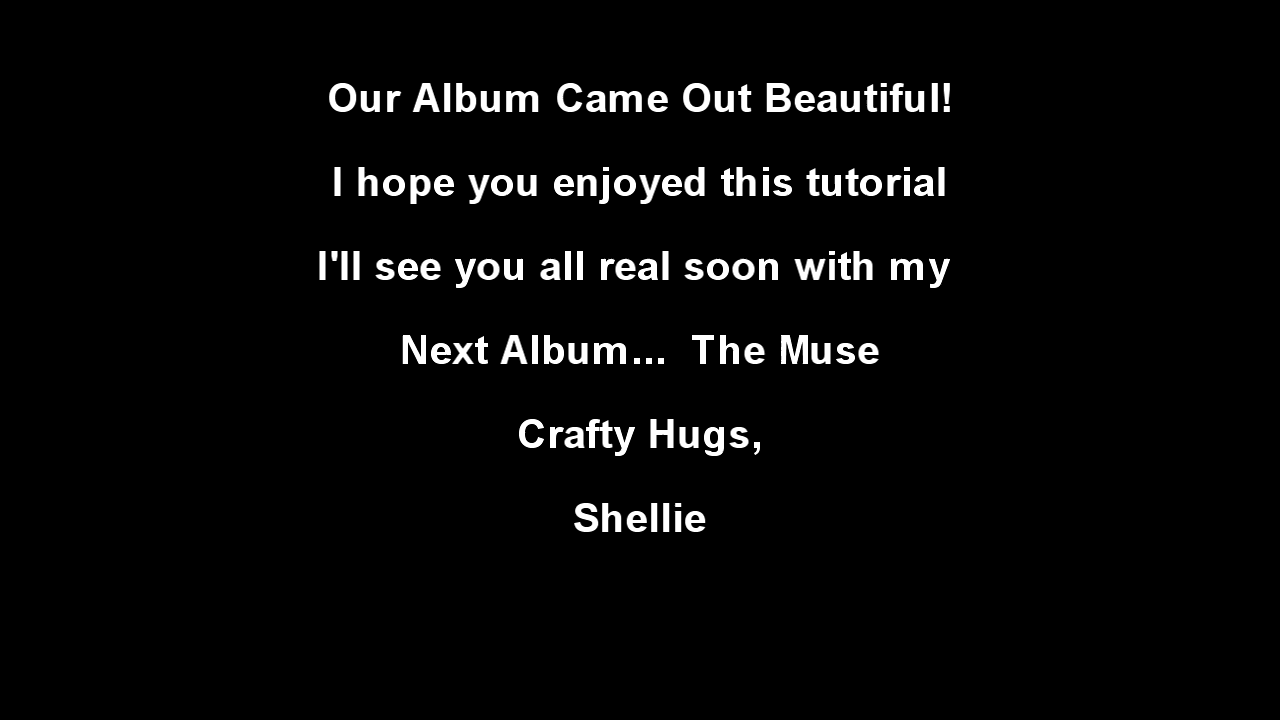 Our Album Came Out Beautiful!
I hope you enjoyed this tutorial
I'll see you all real soon with my
Next Album...  The Muse
Crafty Hugs,
Shellie